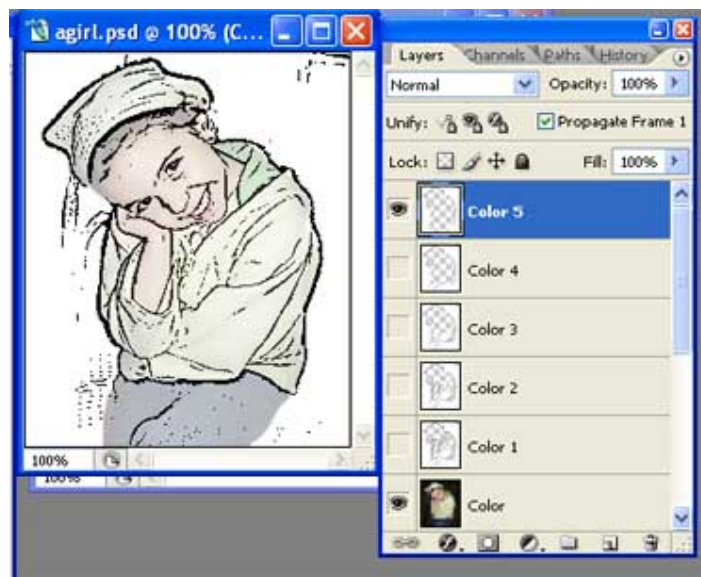 agirl.psd @ 100% (C...
Layers Channels Paths History
Normal Opacity: 100%
Unify: Propagate Frame 1
Lock: Fill: 100%
Color 5
Color 4
Color 3
Color 2
Color 1
Color
100%
100%